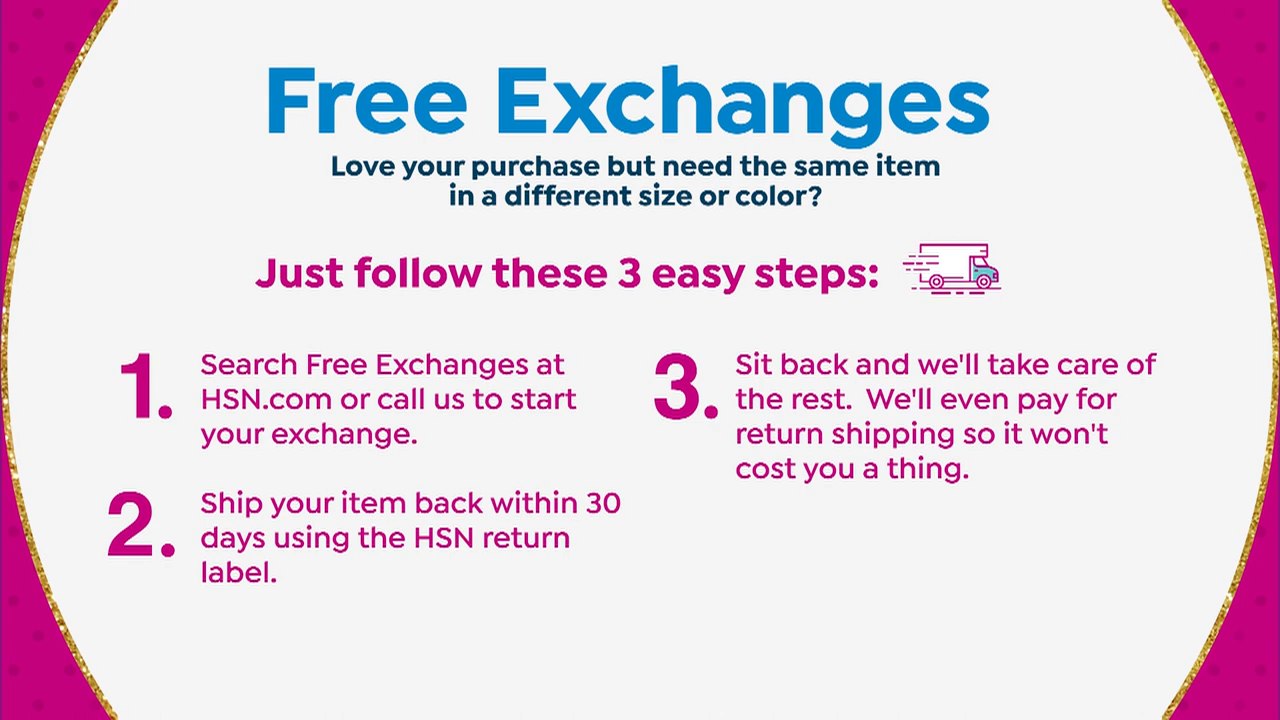 Free Exchanges
Love your purchase but need the same item
in a different size or color?
Just follow these 3 easy steps:
1. Search Free Exchanges at
HSN.com or call us to start
your exchange.
2. Ship your item back within 30
days using the HSN return
label.
3. Sit back and we'll take care of
the rest.  We'll even pay for
return shipping so it won't
cost you a thing.